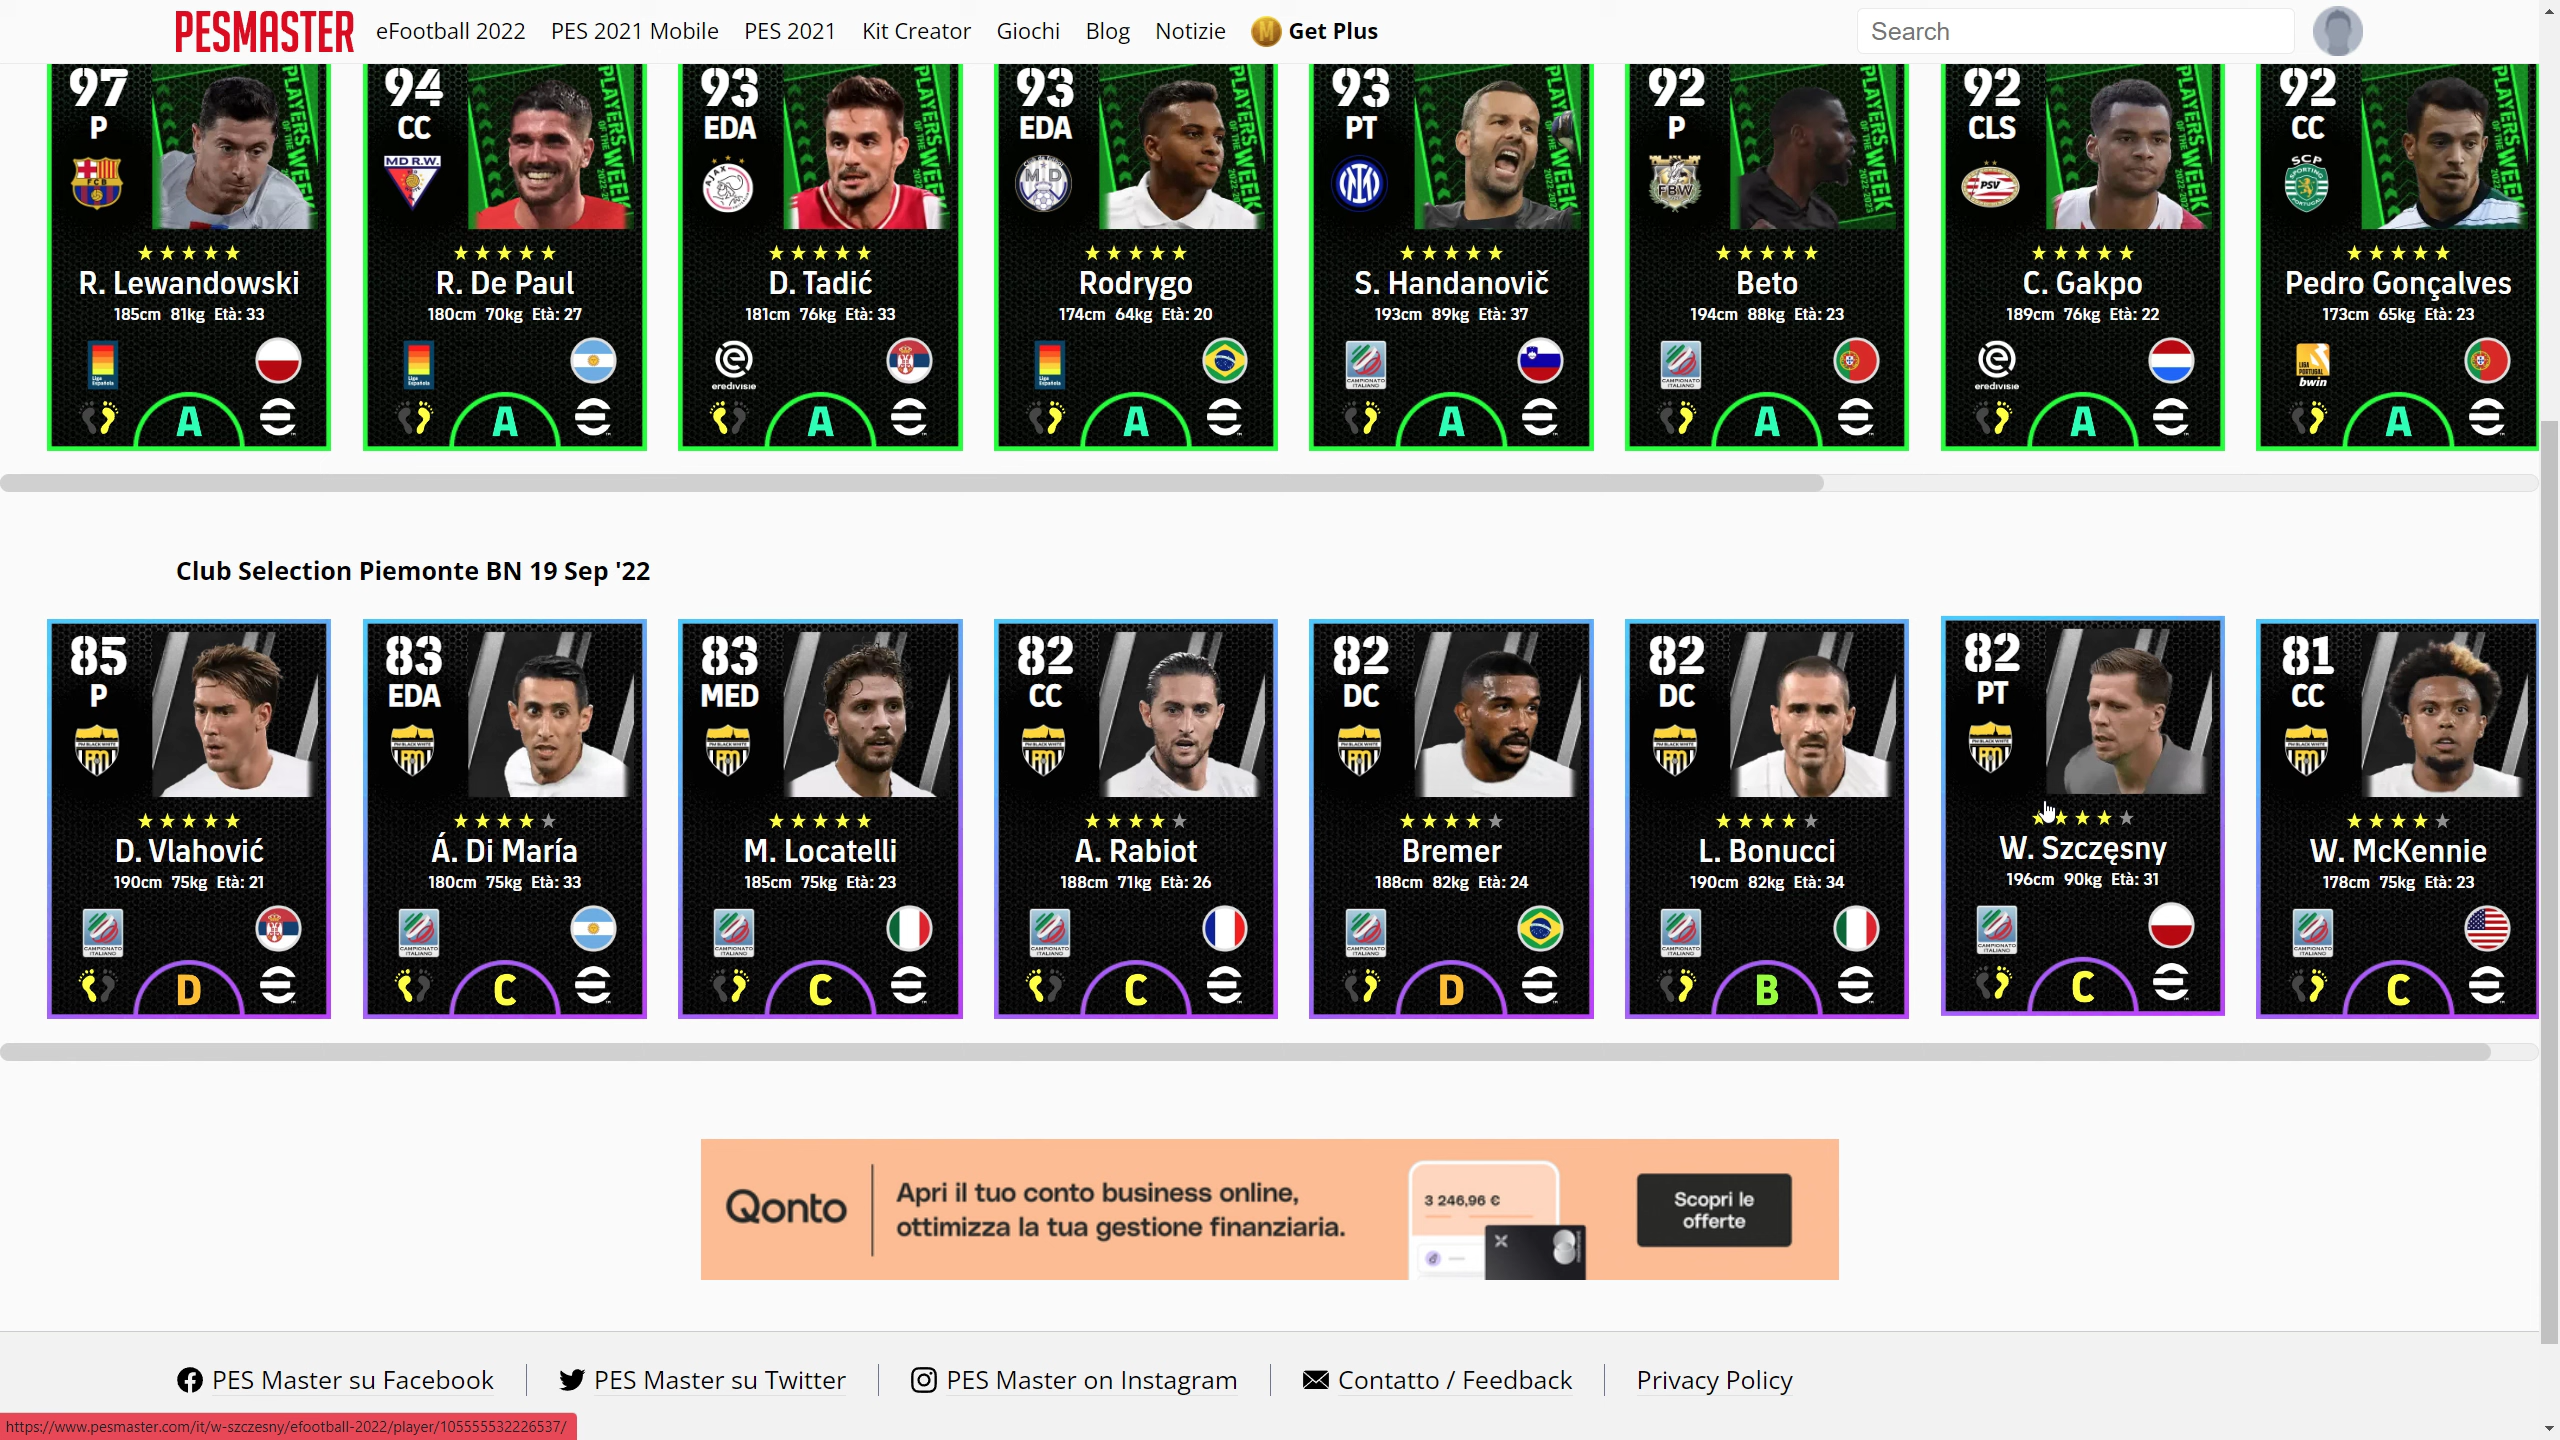 PESMASTER eFootball 2022 PES 2021 Mobile PES 2021 Kit Creator Giochi Blog Notizie M Get Plus Search
97 94 93 93 93 92 92 92
P CC EDA EDA PT P CLS CC
PLAYERS OF THE WEEK 2022-2023
R. Lewandowski R. De Paul D. Tadić Rodrygo S. Handanovič Beto C. Gakpo Pedro Gonçalves
185cm 81kg Età: 33 180cm 70kg Età: 27 181cm 76kg Età: 33 174cm 64kg Età: 20 193cm 89kg Età: 37 194cm 88kg Età: 23 189cm 76kg Età: 22 173cm 65kg Età: 23
A A A A A A A A
Club Selection Piemonte BN 19 Sep '22
85 83 83 82 82 82 82 81
P EDA MED CC DC DC PT CC
D. Vlahović Á. Di María M. Locatelli A. Rabiot Bremer L. Bonucci W. Szczęsny W. McKennie
190cm 75kg Età: 21 180cm 75kg Età: 33 185cm 75kg Età: 23 188cm 71kg Età: 26 188cm 82kg Età: 24 190cm 82kg Età: 34 196cm 90kg Età: 31 178cm 75kg Età: 23
D C C C D B C C
Qonto Apri il tuo conto business online,
ottimizza la tua gestione finanziaria.
3 246,96 €
Scopri le
offerte
PES Master su Facebook PES Master su Twitter PES Master on Instagram Contatto / Feedback Privacy Policy
https://www.pesmaster.com/it/w-szczesny/efootball-2022/player/105555532226537/